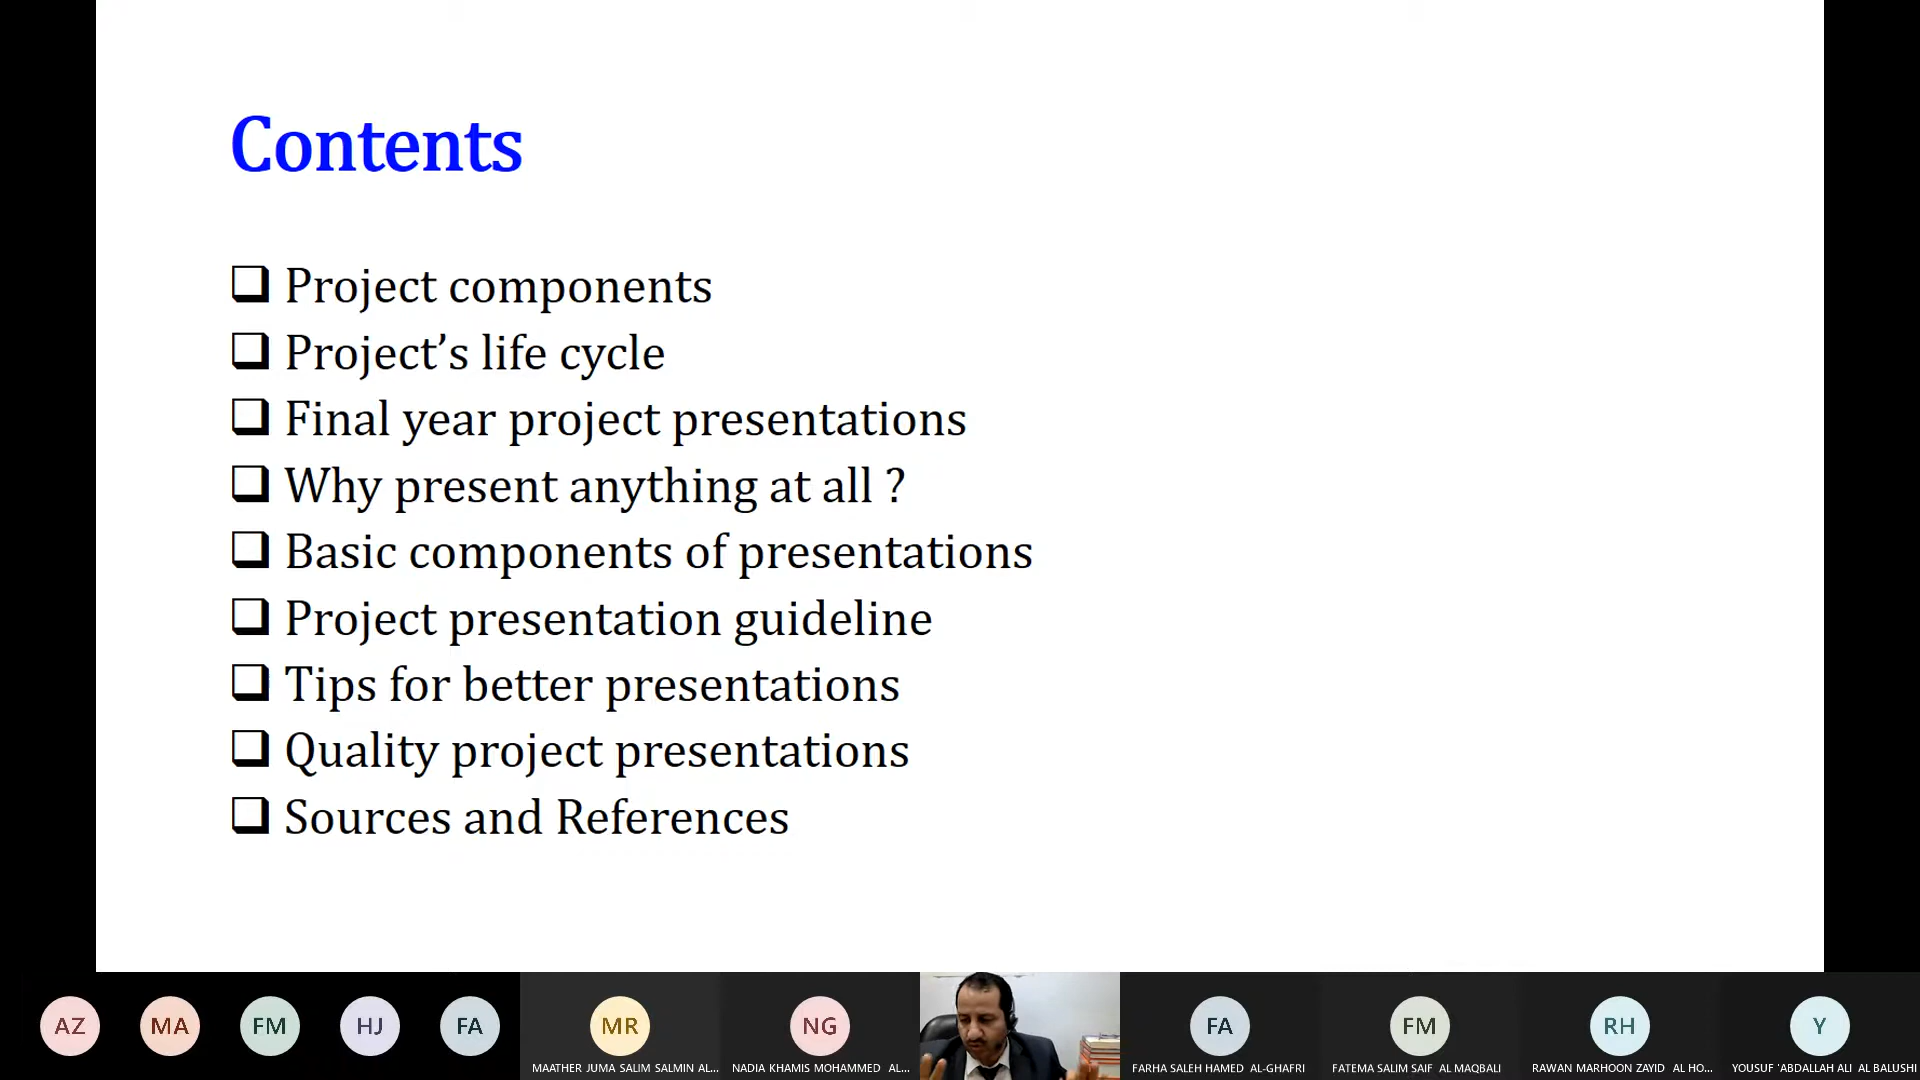 Contents
Project components
Project’s life cycle
Final year project presentations
Why present anything at all ?
Basic components of presentations
Project presentation guideline
Tips for better presentations
Quality project presentations
Sources and References
AZ
MA
FM
HJ
FA
MR
NG
FA
FM
RH
Y
MAATHER JUMA SALIM SALMIN AL...
NADIA KHAMIS MOHAMMED AL...
FARHA SALEH HAMED AL-GHAFRI
FATEMA SALIM SAIF AL MAQBALI
RAWAN MARHOON ZAYID AL HO...
YOUSUF 'ABDALLAH ALI AL BALUSHI